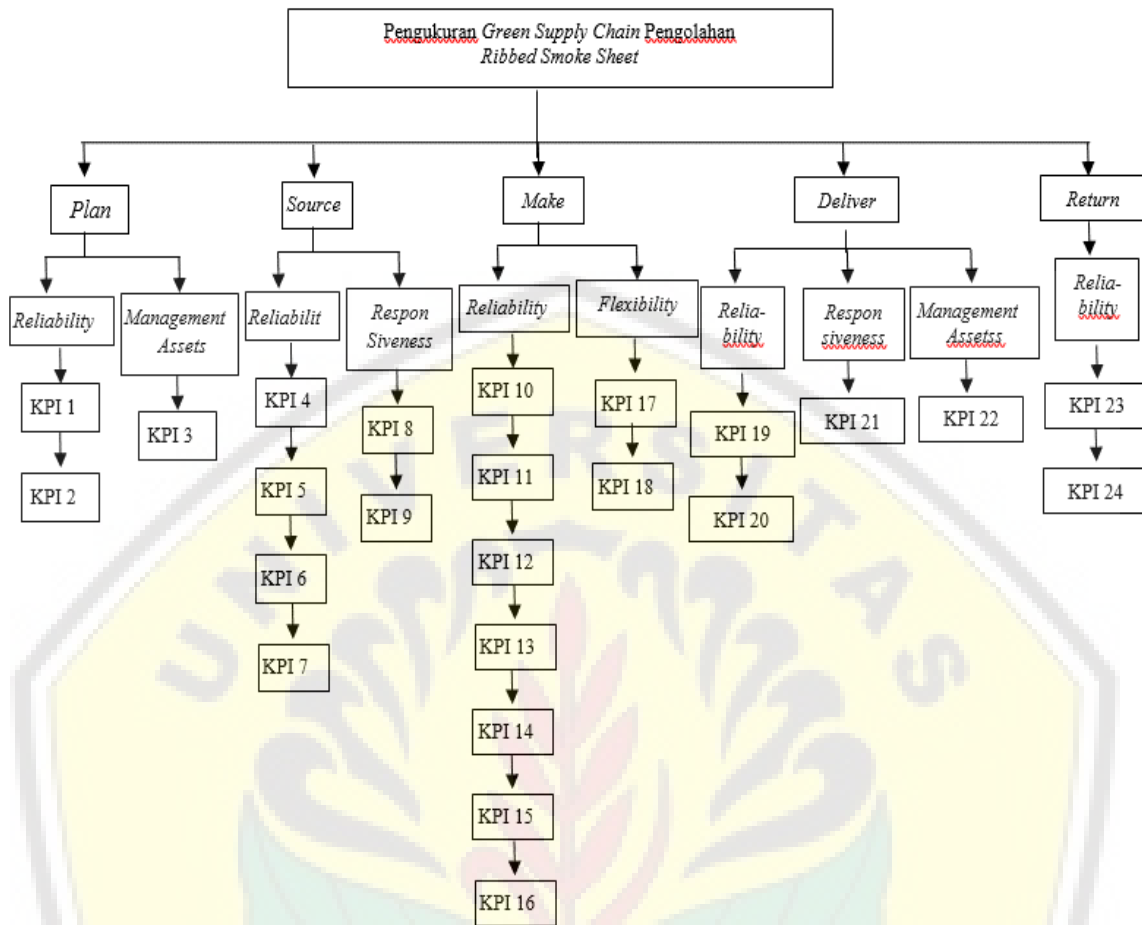 Pengukuran Green Supply Chain Pengolahan
Ribbed Smoke Sheet
Plan
Source
Make
Deliver
Return
Reliability
Management
Assets
Reliabilit
Respon
Siveness
Reliability
Flexibility
Relia-
bility
Respon
siveness
Management
Assetss
Relia-
bility
KPI 1
KPI 2
KPI 3
KPI 4
KPI 5
KPI 6
KPI 7
KPI 8
KPI 9
KPI 10
KPI 11
KPI 12
KPI 13
KPI 14
KPI 15
KPI 16
KPI 17
KPI 18
KPI 19
KPI 20
KPI 21
KPI 22
KPI 23
KPI 24
UNIVERSITAS